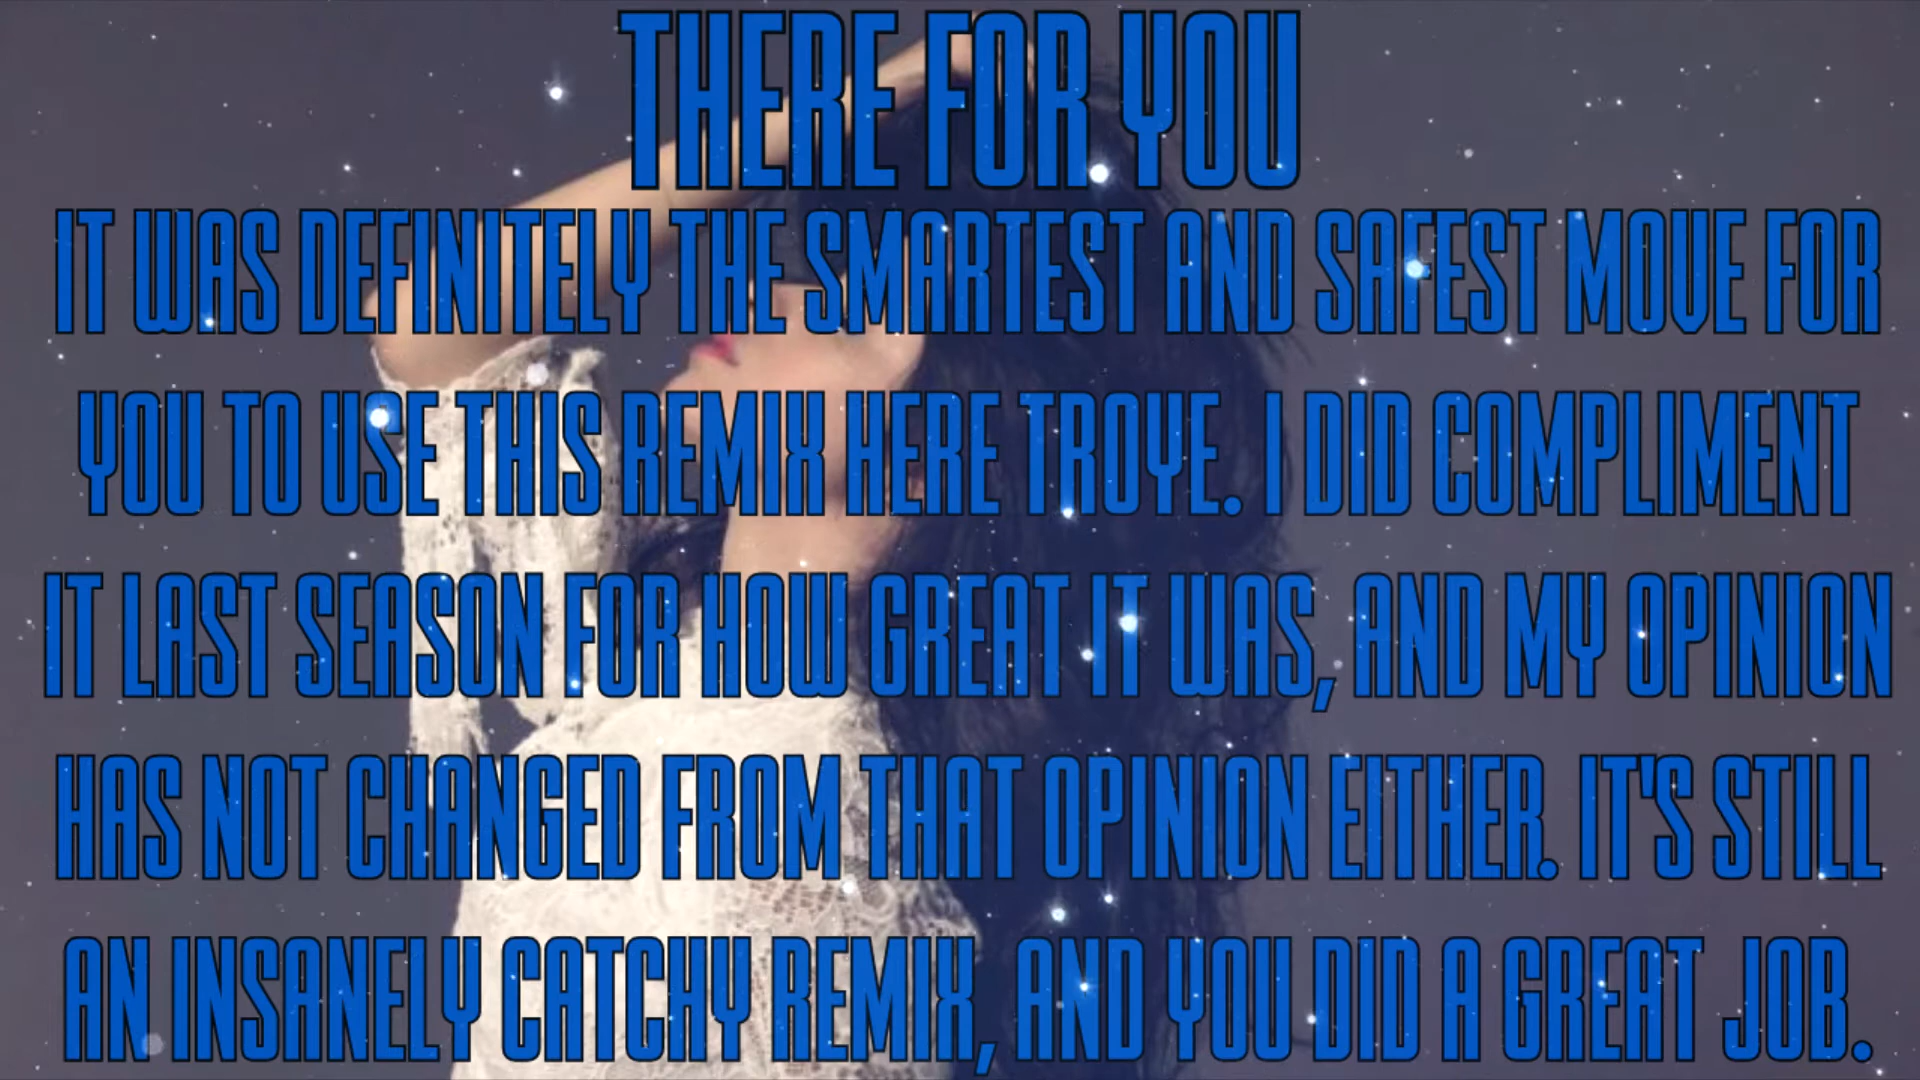 THERE FOR YOU
IT WAS DEFINITELY THE SMARTEST AND SAFEST MOVE FOR
YOU TO USE THIS REMIX HERE TROYE. I DID COMPLIMENT
IT LAST SEASON FOR HOW GREAT IT WAS, AND MY OPINION
HAS NOT CHANGED FROM THAT OPINION EITHER. IT'S STILL
AN INSANELY CATCHY REMIX, AND YOU DID A GREAT JOB.